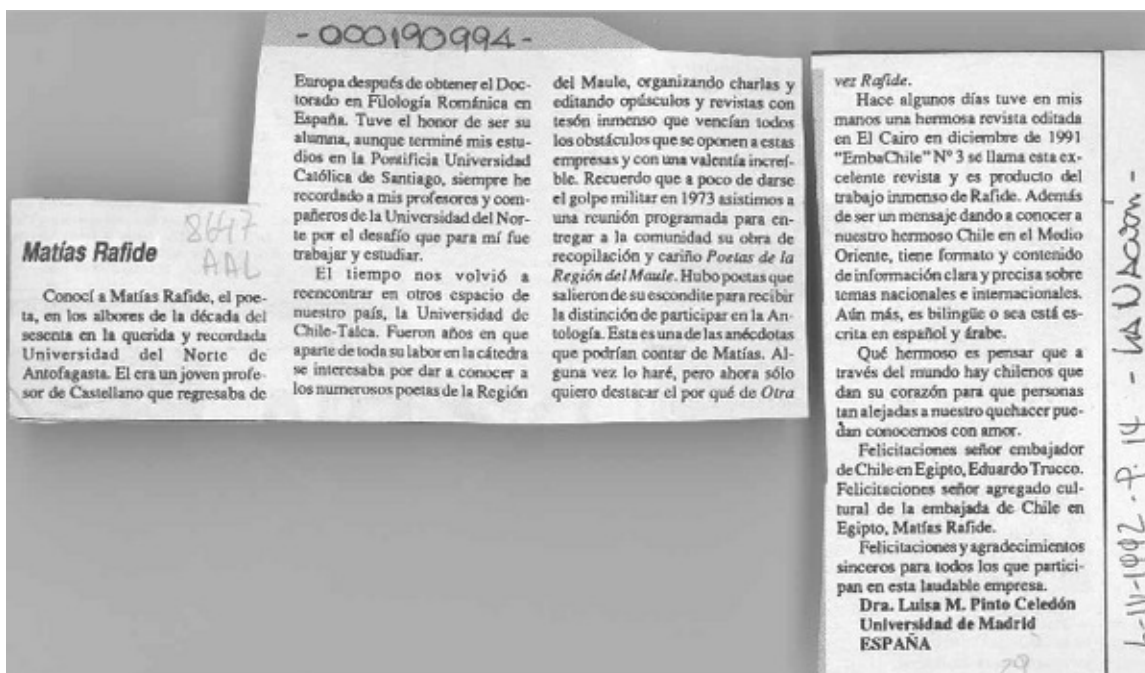 -000190994-
8647
AAL
Matías Rafide
Conocí a Matías Rafide, el poe-
ta, en los albores de la década del
sesenta en la querida y recordada
Universidad del Norte de
Antofagasta. El era un joven profe-
sor de Castellano que regresaba de
Europa después de obtener el Doc-
torado en Filología Románica en
España. Tuve el honor de ser su
alumna, aunque terminé mis estu-
dios en la Pontificia Universidad
Católica de Santiago, siempre he
recordado a mis profesores y com-
pañeros de la Universidad del Nor-
te por el desafío que para mí fue
trabajar y estudiar.
El tiempo nos volvió a
reencontrar en otros espacio de
nuestro país, la Universidad de
Chile-Talca. Fueron años en que
aparte de toda su labor en la cátedra
se interesaba por dar a conocer a
los numerosos poetas de la Región
del Maule, organizando charlas y
editando opúsculos y revistas con
tesón inmenso que vencían todos
los obstáculos que se oponen a estas
empresas y con una valentía increí-
ble. Recuerdo que a poco de darse
el golpe militar en 1973 asistimos a
una reunión programada para en-
tregar a la comunidad su obra de
recopilación y cariño Poetas de la
Región del Maule. Hubo poetas que
salieron de su escondite para recibir
la distinción de participar en la An-
tología. Esta es una de las anécdotas
que podrían contar de Matías. Al-
guna vez lo haré, pero ahora sólo
quiero destacar el por qué de Otra
vez Rafide.
Hace algunos días tuve en mis
manos una hermosa revista editada
en El Cairo en diciembre de 1991
"EmbaChile" Nº 3 se llama esta ex-
celente revista y es producto del
trabajo inmenso de Rafide. Además
de ser un mensaje dando a conocer a
nuestro hermoso Chile en el Medio
Oriente, tiene formato y contenido
de información clara y precisa sobre
temas nacionales e internacionales.
Aún más, es bilingüe o sea está es-
crita en español y árabe.
Qué hermoso es pensar que a
través del mundo hay chilenos que
dan su corazón para que personas
tan alejadas a nuestro quehacer pue-
dan conocernos con amor.
Felicitaciones señor embajador
de Chile en Egipto, Eduardo Trucco.
Felicitaciones señor agregado cul-
tural de la embajada de Chile en
Egipto, Matías Rafide.
Felicitaciones y agradecimientos
sinceros para todos los que partici-
pan en esta laudable empresa.
Dra. Luisa M. Pinto Celedón
Universidad de Madrid
ESPAÑA
29
1992 - P. 14 - las